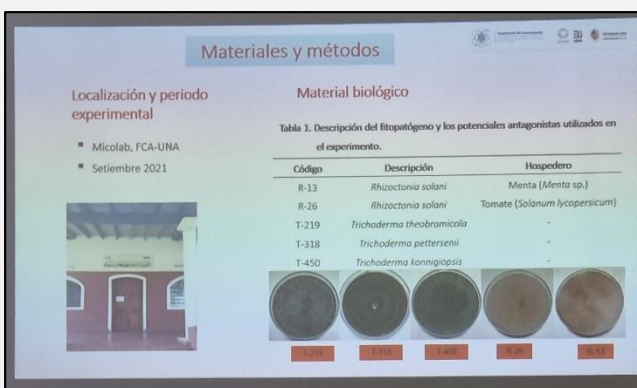 Materiales y métodos
Localización y periodo
experimental
▪ Micolab, FCA-UNA
▪ Setiembre 2021
Material biológico
Tabla 1. Descripción del fitopatógeno y los potenciales antagonistas utilizados en
el experimento.
Código Descripción Hospedero
R-13 Rhizoctonia solani Menta (Menta sp.)
R-26 Rhizoctonia solani Tomate (Solanum lycopersicum)
T-219 Trichoderma theobromicola -
T-318 Trichoderma pettersenii -
T-450 Trichoderma konnigiopsis -
T-219 T-318 T-450 R-26 R-13